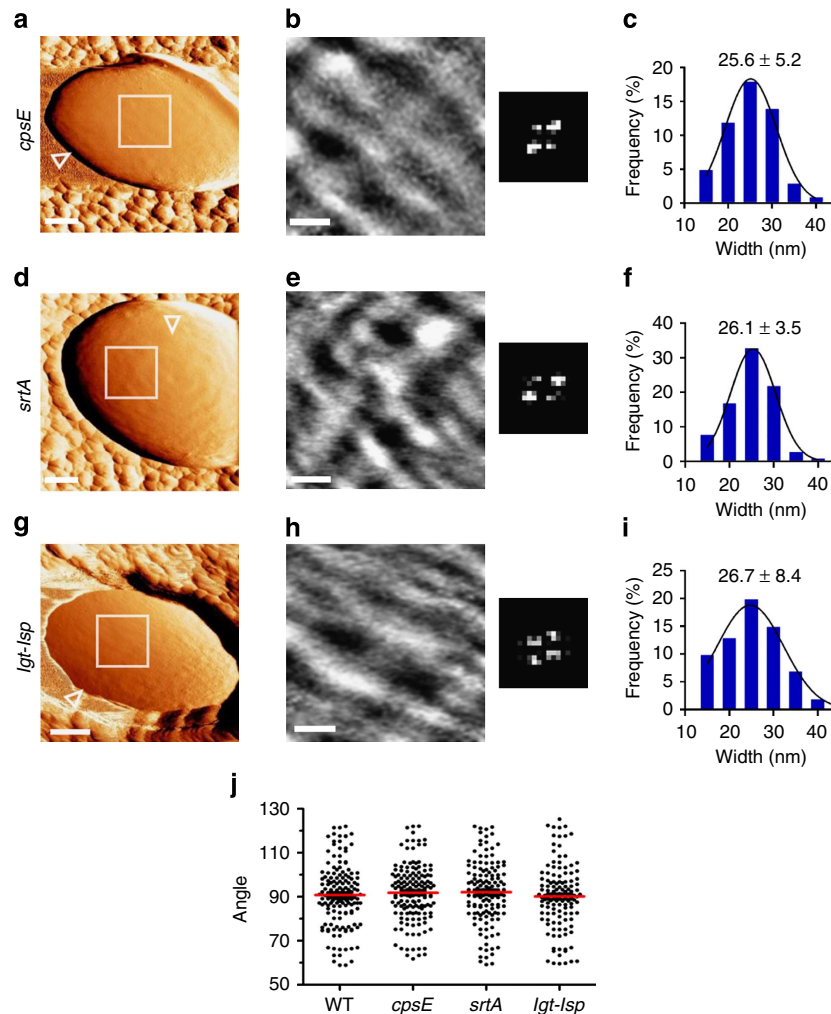 a
b
c
cpsE
25.6 ± 5.2
Frequency (%)
20
15
10
5
0
10 20 30 40
Width (nm)
d
e
f
srtA
26.1 ± 3.5
Frequency (%)
40
30
20
10
0
10 20 30 40
Width (nm)
g
h
i
lgt-lsp
26.7 ± 8.4
Frequency (%)
25
20
15
10
5
0
10 20 30 40
Width (nm)
j
Angle
130
110
90
70
50
WT cpsE srtA lgt-lsp